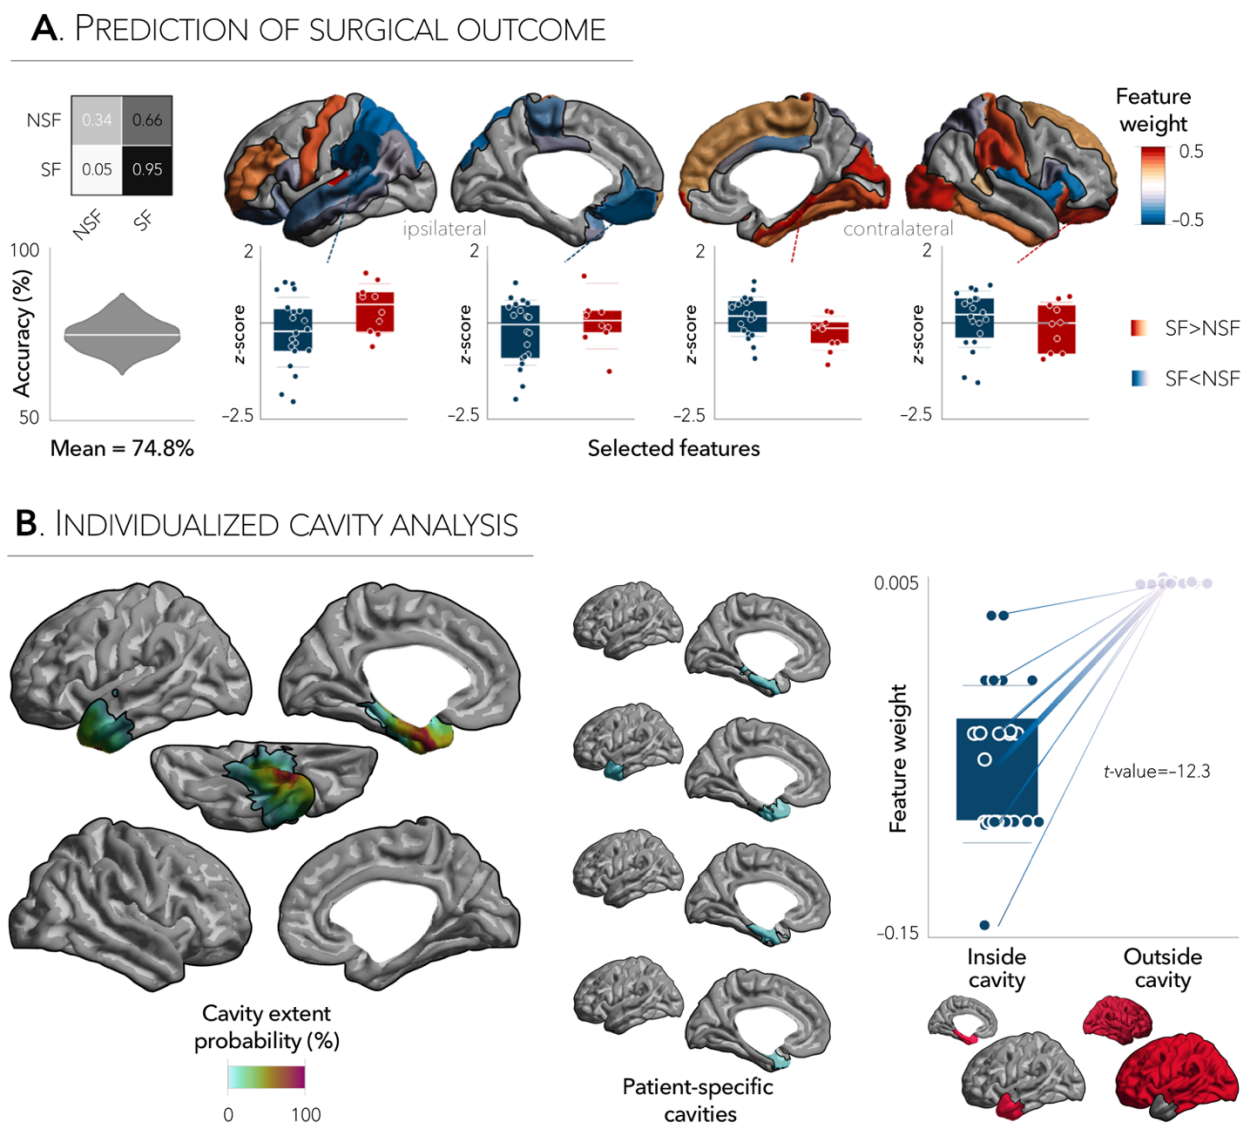 A. PREDICTION OF SURGICAL OUTCOME
NSF 0.34 0.66
SF 0.05 0.95
NSF SF
Feature
weight
0.5
−0.5
ipsilateral
contralateral
100
Accuracy (%)
50
Mean = 74.8%
2
z-score
−2.5
2
z-score
−2.5
2
z-score
−2.5
2
z-score
−2.5
SF>NSF
SF<NSF
Selected features
B. INDIVIDUALIZED CAVITY ANALYSIS
Cavity extent
probability (%)
0 100
Patient-specific
cavities
0.005
Feature weight
t-value=−12.3
−0.15
Inside
cavity
Outside
cavity